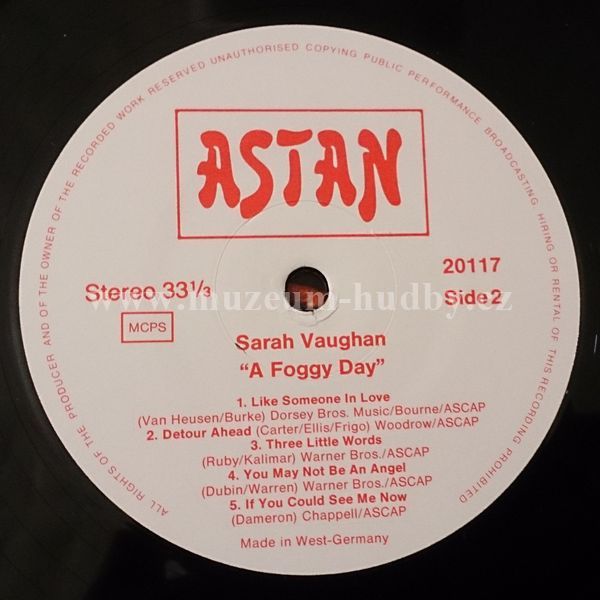 ALL RIGHTS OF THE PRODUCER AND OF THE OWNER OF THE RECORDED WORK RESERVED UNAUTHORISED COPYING PUBLIC PERFORMANCE BROADCASTING HIRING OR RENTAL OF THIS RECORDING PROHIBITED
ASTAN
Stereo 33 1/3
20117
Side 2
www.muzeum-hudby.cz
MCPS
Sarah Vaughan
“A Foggy Day”
1. Like Someone In Love
(Van Heusen/Burke) Dorsey Bros. Music/Bourne/ASCAP
2. Detour Ahead (Carter/Ellis/Frigo) Woodrow/ASCAP
3. Three Little Words
(Ruby/Kalimar) Warner Bros./ASCAP
4. You May Not Be An Angel
(Dubin/Warren) Warner Bros./ASCAP
5. If You Could See Me Now
(Dameron) Chappell/ASCAP
Made in West-Germany